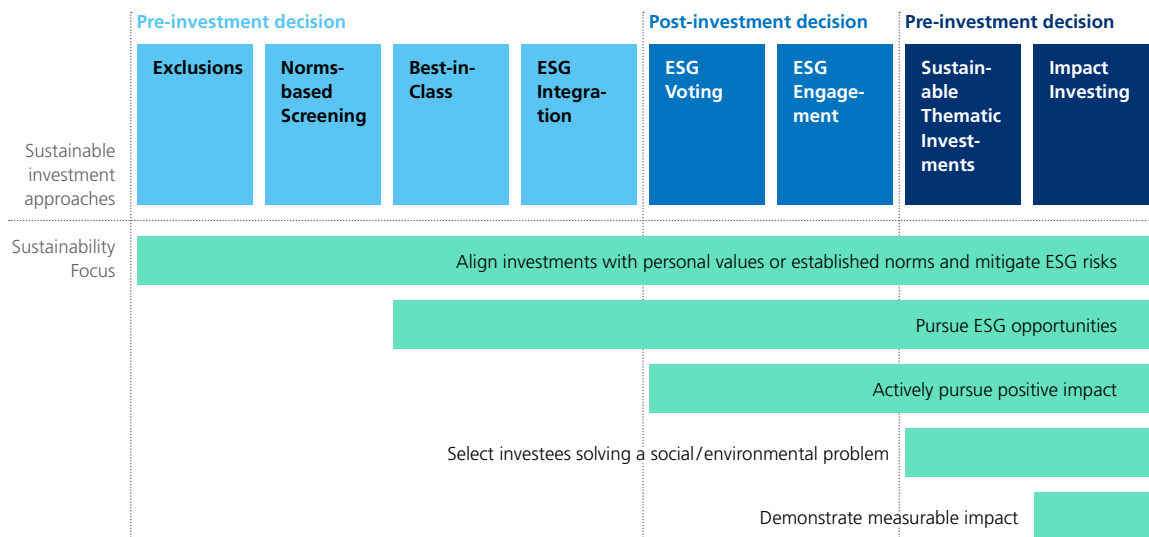 Pre-investment decision
Post-investment decision
Pre-investment decision
Sustainable
investment
approaches
Exclusions
Norms-
based
Screening
Best-in-
Class
ESG
Integra-
tion
ESG
Voting
ESG
Engage-
ment
Sustain-
able
Thematic
Invest-
ments
Impact
Investing
Sustainability
Focus
Align investments with personal values or established norms and mitigate ESG risks
Pursue ESG opportunities
Actively pursue positive impact
Select investees solving a social/environmental problem
Demonstrate measurable impact